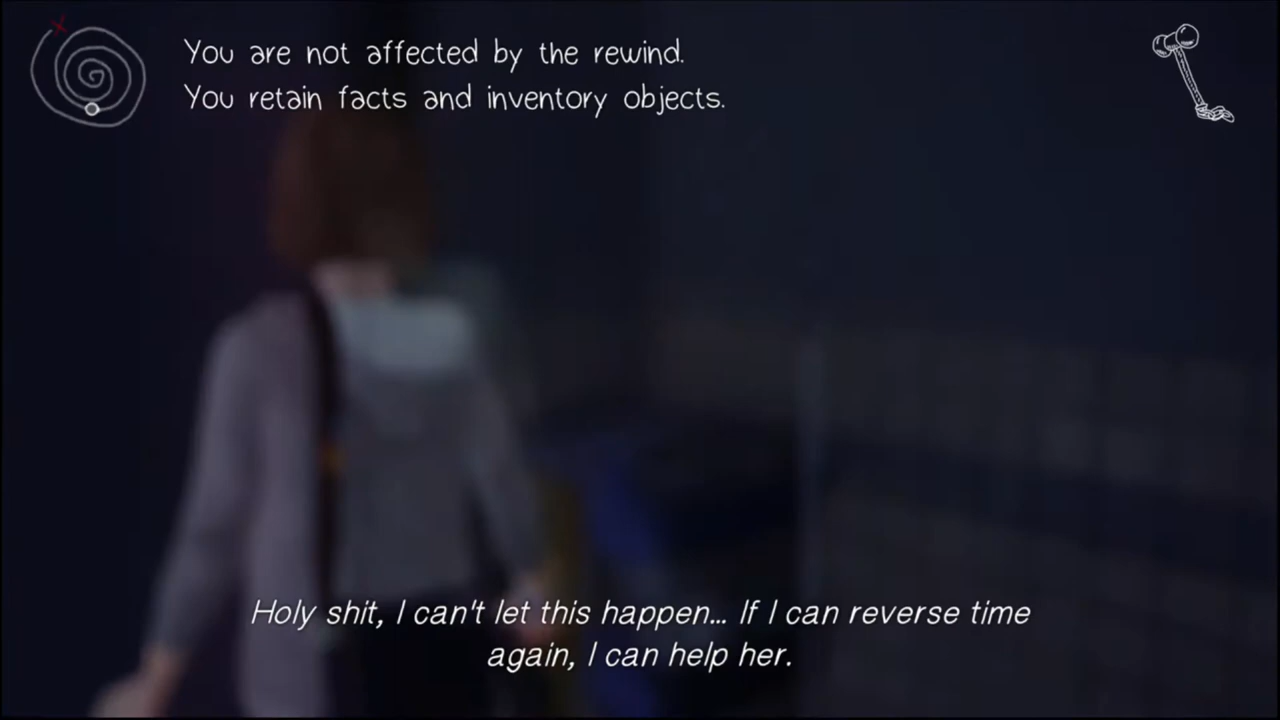 You are not affected by the rewind.
You retain facts and inventory objects.
Holy shit, I can't let this happen... If I can reverse time
again, I can help her.